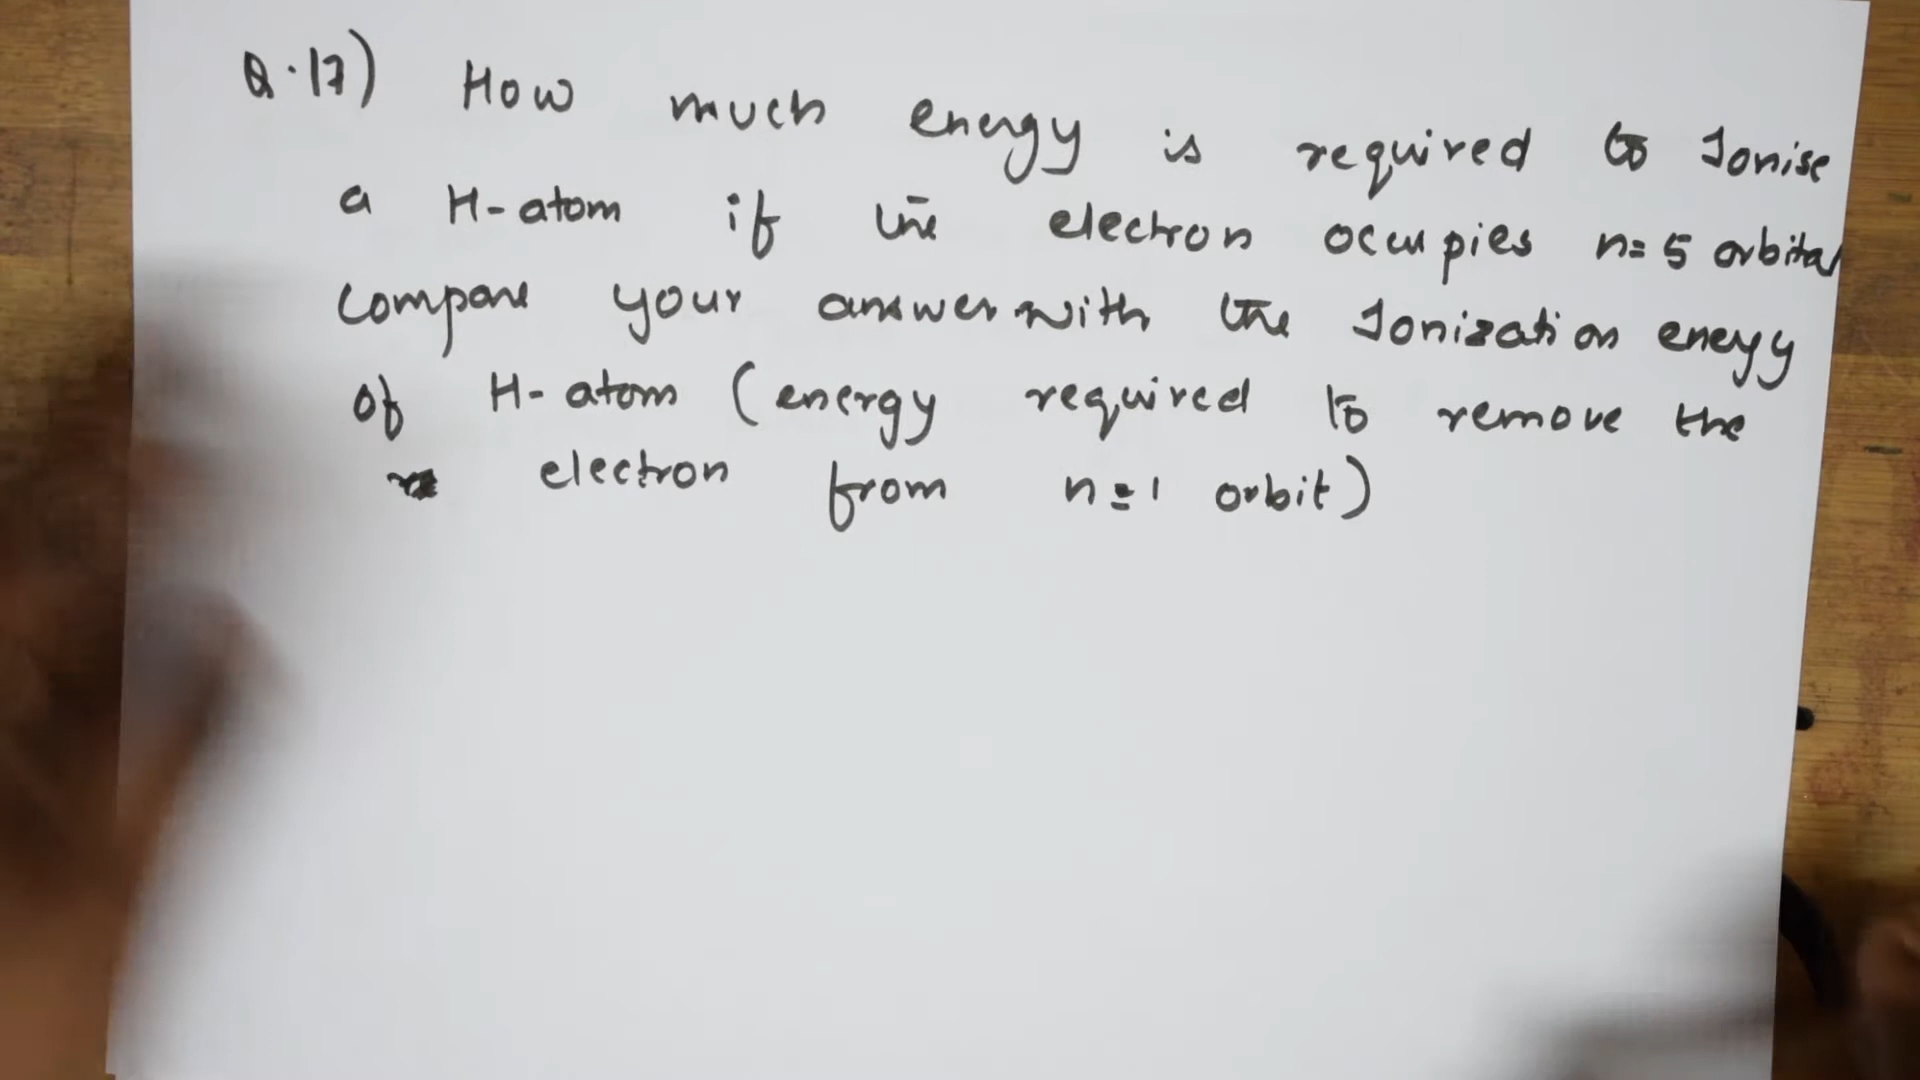 Q.17) How much energy is required to Ionise
a H-atom if the electron occupies n=5 orbital
compare your answer with the Ionization energy
of H-atom (energy required to remove the
electron from n=1 orbit)